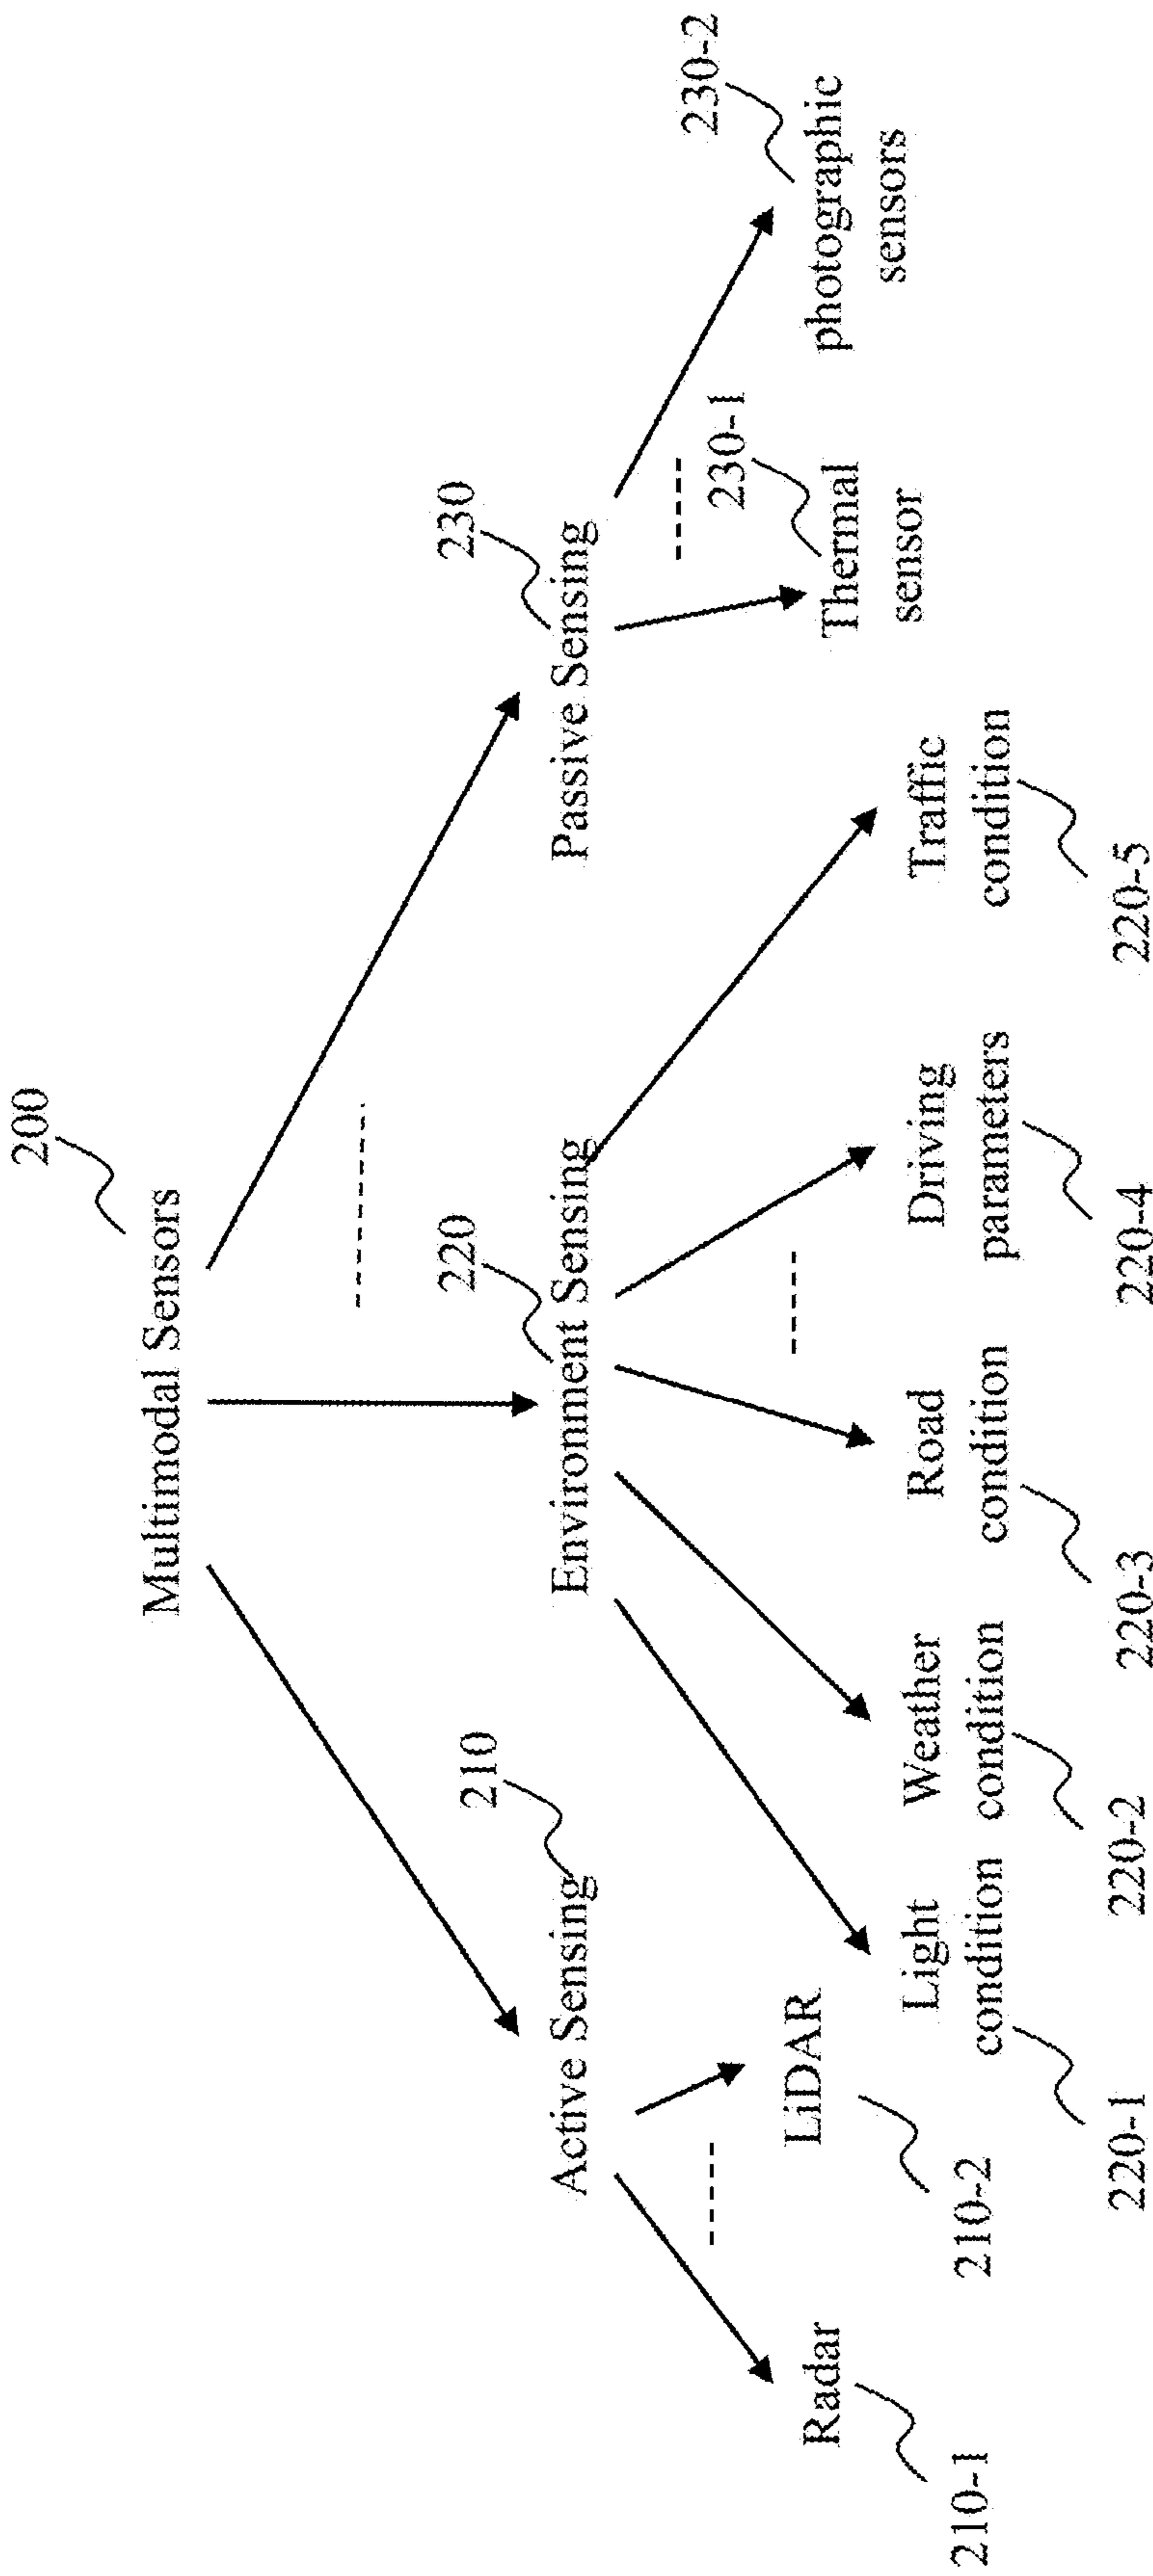 200
Multimodal Sensors
210
220
230
Active Sensing
Environment Sensing
Passive Sensing
230-2
230-1
Radar
LiDAR
Thermal
sensor
photographic
sensors
210-1
210-2
Light
condition
Weather
condition
Road
condition
Driving
parameters
Traffic
condition
220-1
220-2
220-3
220-4
220-5